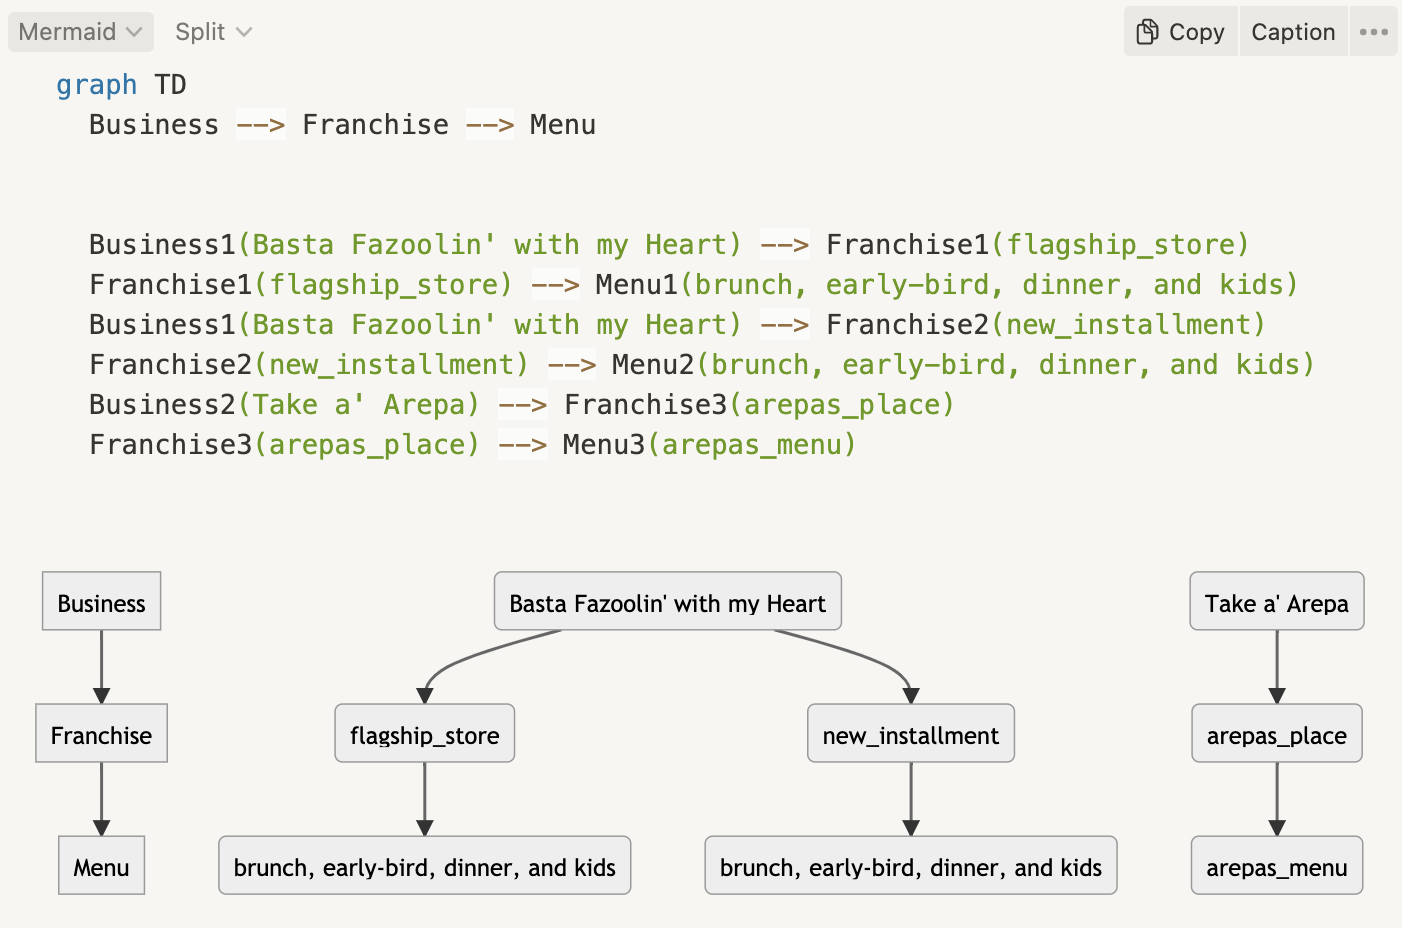 Mermaid Split Copy Caption
graph TD
Business --> Franchise --> Menu
Business1(Basta Fazoolin' with my Heart) --> Franchise1(flagship_store)
Franchise1(flagship_store) --> Menu1(brunch, early-bird, dinner, and kids)
Business1(Basta Fazoolin' with my Heart) --> Franchise2(new_installment)
Franchise2(new_installment) --> Menu2(brunch, early-bird, dinner, and kids)
Business2(Take a' Arepa) --> Franchise3(arepas_place)
Franchise3(arepas_place) --> Menu3(arepas_menu)
Business
Basta Fazoolin' with my Heart
Take a' Arepa
Franchise
flagship_store
new_installment
arepas_place
Menu
brunch, early-bird, dinner, and kids
brunch, early-bird, dinner, and kids
arepas_menu